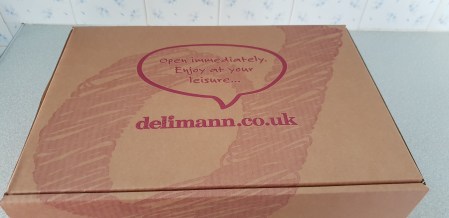 Open immediately.
Enjoy at your
leisure...
delimann.co.uk